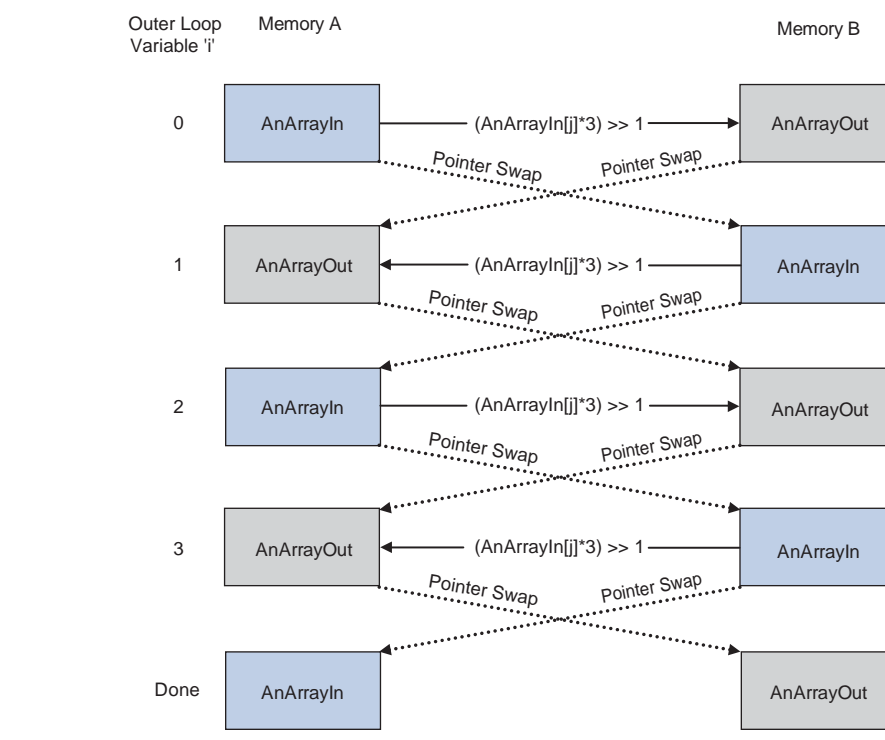 Outer Loop
Variable 'i'
Memory A
Memory B
0
AnArrayIn
(AnArrayIn[j]*3) >> 1
AnArrayOut
Pointer Swap
Pointer Swap
1
AnArrayOut
(AnArrayIn[j]*3) >> 1
AnArrayIn
Pointer Swap
Pointer Swap
2
AnArrayIn
(AnArrayIn[j]*3) >> 1
AnArrayOut
Pointer Swap
Pointer Swap
3
AnArrayOut
(AnArrayIn[j]*3) >> 1
AnArrayIn
Pointer Swap
Pointer Swap
Done
AnArrayIn
AnArrayOut